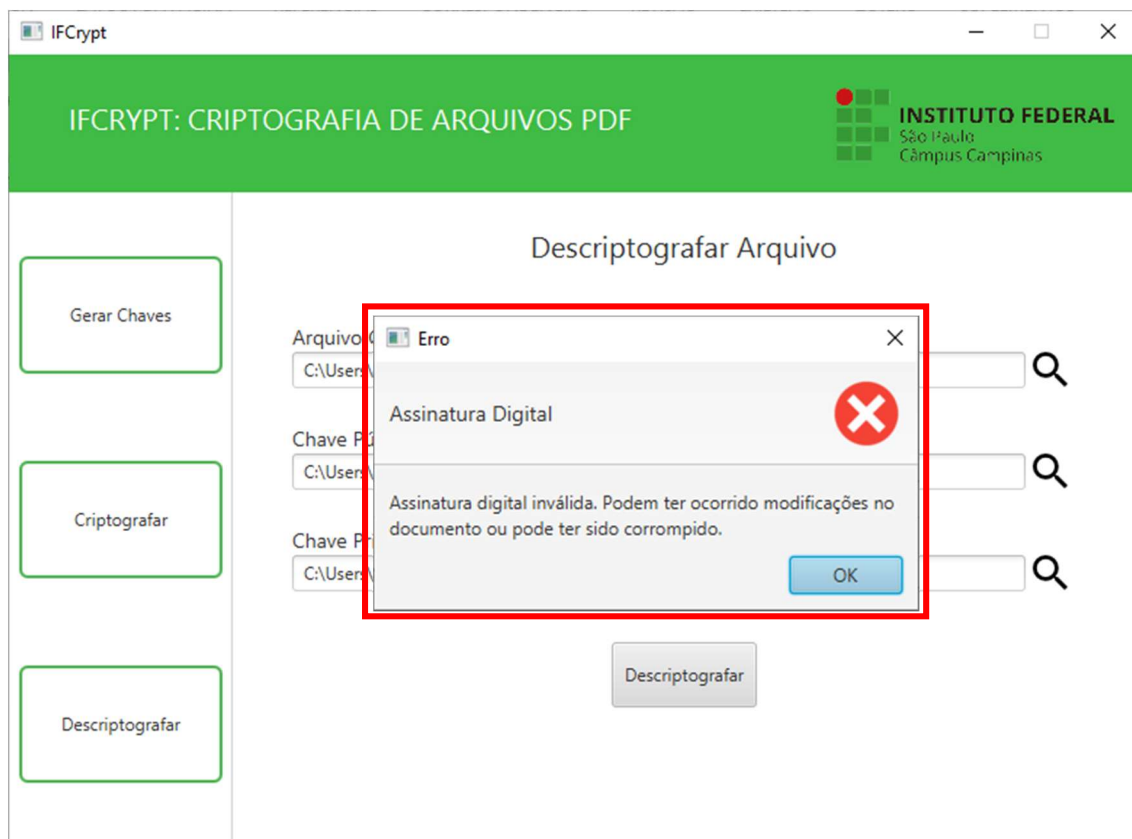 IFCrypt
IFCRYPT: CRIPTOGRAFIA DE ARQUIVOS PDF
INSTITUTO FEDERAL
São Paulo
Câmpus Campinas
Descriptografar Arquivo
Gerar Chaves
Criptografar
Descriptografar
Arquivo
C:\Users\
Chave
C:\Users
Chave
C:\Users\
Erro
Assinatura Digital
Assinatura digital inválida. Podem ter ocorrido modificações no
documento ou pode ter sido corrompido.
OK
Descriptografar